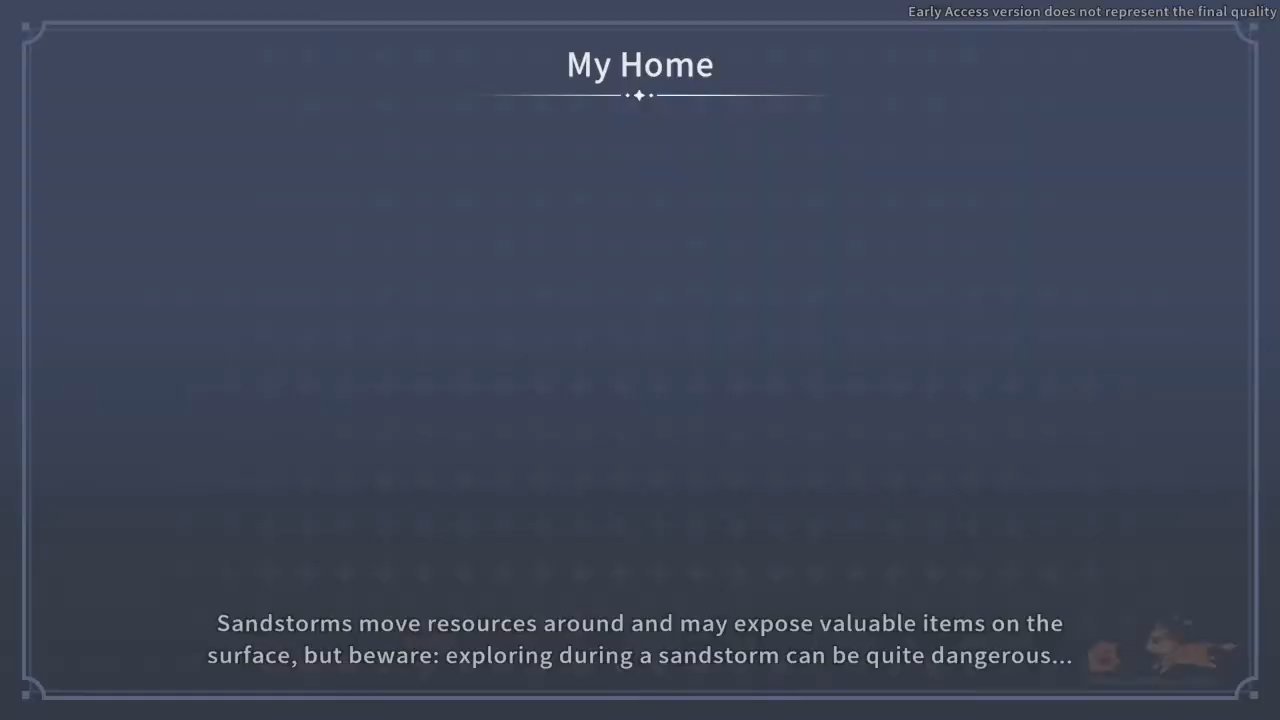 Early Access version does not represent the final quality
My Home
Sandstorms move resources around and may expose valuable items on the
surface, but beware: exploring during a sandstorm can be quite dangerous...